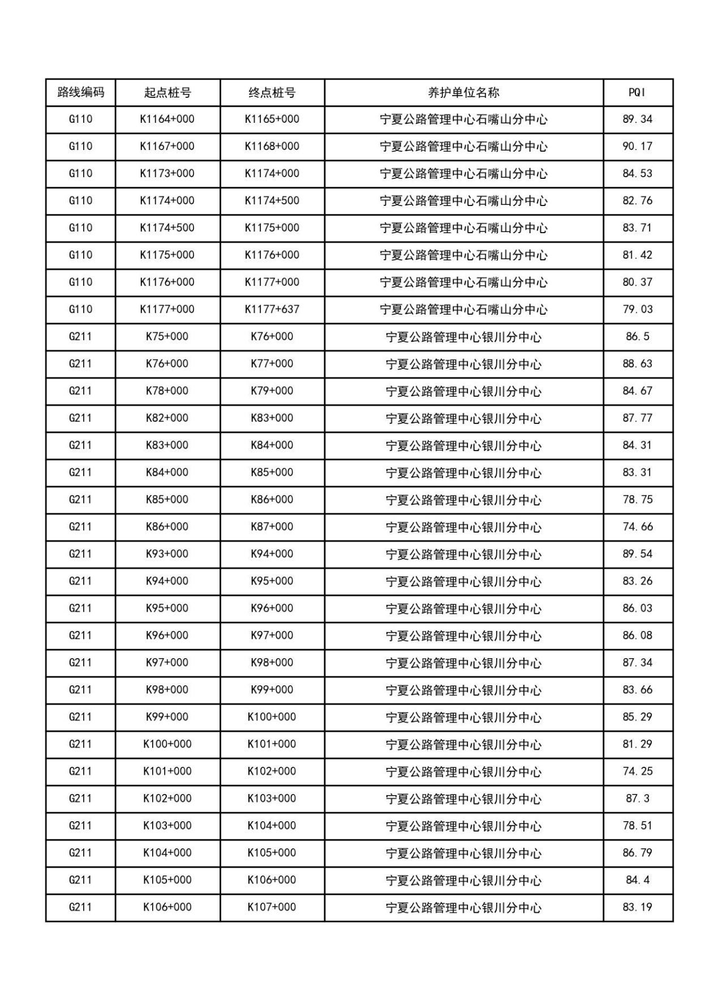 路线编码 起点桩号 终点桩号 养护单位名称 PQI
G110 K1164+000 K1165+000 宁夏公路管理中心石嘴山分中心 89.34
G110 K1167+000 K1168+000 宁夏公路管理中心石嘴山分中心 90.17
G110 K1173+000 K1174+000 宁夏公路管理中心石嘴山分中心 84.53
G110 K1174+000 K1174+500 宁夏公路管理中心石嘴山分中心 82.76
G110 K1174+500 K1175+000 宁夏公路管理中心石嘴山分中心 83.71
G110 K1175+000 K1176+000 宁夏公路管理中心石嘴山分中心 81.42
G110 K1176+000 K1177+000 宁夏公路管理中心石嘴山分中心 80.37
G110 K1177+000 K1177+637 宁夏公路管理中心石嘴山分中心 79.03
G211 K75+000 K76+000 宁夏公路管理中心银川分中心 86.5
G211 K76+000 K77+000 宁夏公路管理中心银川分中心 88.63
G211 K78+000 K79+000 宁夏公路管理中心银川分中心 84.67
G211 K82+000 K83+000 宁夏公路管理中心银川分中心 87.77
G211 K83+000 K84+000 宁夏公路管理中心银川分中心 84.31
G211 K84+000 K85+000 宁夏公路管理中心银川分中心 83.31
G211 K85+000 K86+000 宁夏公路管理中心银川分中心 78.75
G211 K86+000 K87+000 宁夏公路管理中心银川分中心 74.66
G211 K93+000 K94+000 宁夏公路管理中心银川分中心 89.54
G211 K94+000 K95+000 宁夏公路管理中心银川分中心 83.26
G211 K95+000 K96+000 宁夏公路管理中心银川分中心 86.03
G211 K96+000 K97+000 宁夏公路管理中心银川分中心 86.08
G211 K97+000 K98+000 宁夏公路管理中心银川分中心 87.34
G211 K98+000 K99+000 宁夏公路管理中心银川分中心 83.66
G211 K99+000 K100+000 宁夏公路管理中心银川分中心 85.29
G211 K100+000 K101+000 宁夏公路管理中心银川分中心 81.29
G211 K101+000 K102+000 宁夏公路管理中心银川分中心 74.25
G211 K102+000 K103+000 宁夏公路管理中心银川分中心 87.3
G211 K103+000 K104+000 宁夏公路管理中心银川分中心 78.51
G211 K104+000 K105+000 宁夏公路管理中心银川分中心 86.79
G211 K105+000 K106+000 宁夏公路管理中心银川分中心 84.4
G211 K106+000 K107+000 宁夏公路管理中心银川分中心 83.19